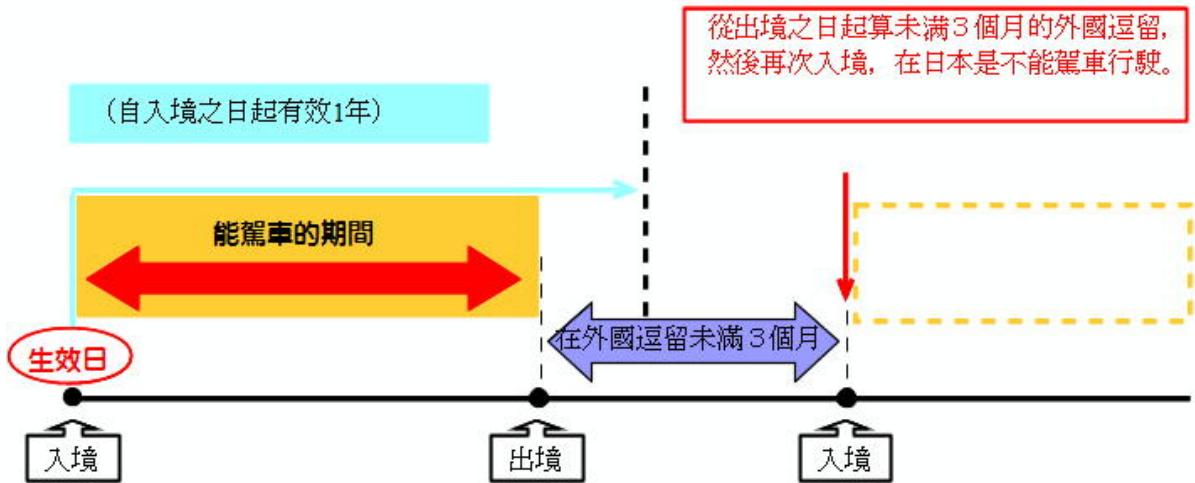 從出境之日起算未满３個月的外國逗留，
然後再次入境，在日本是不能駕車行駛。
（自入境之日起有效1年）
能駕車的期間
在外國逗留未滿３個月
生效日
入境
出境
入境